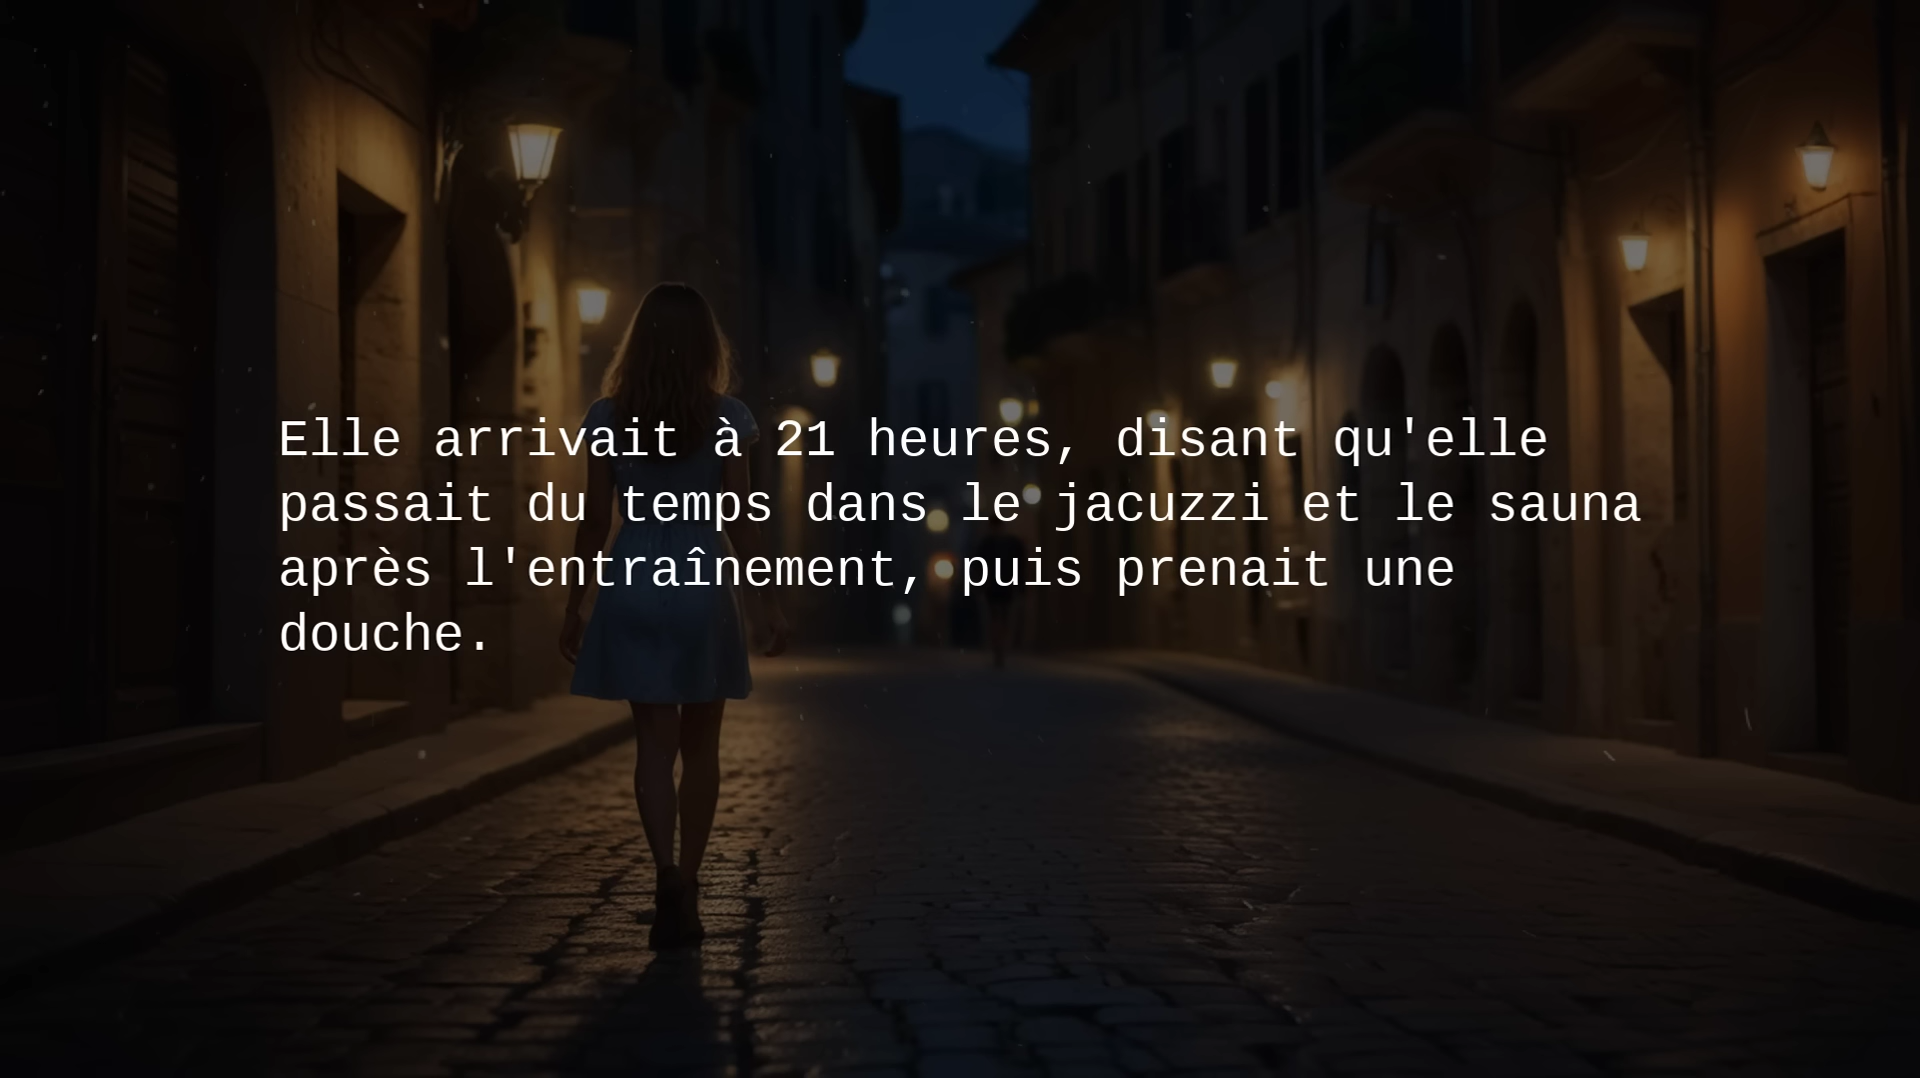 Elle arrivait à 21 heures, disant qu'elle
passait du temps dans le jacuzzi et le sauna
après l'entraînement, puis prenait une
douche.